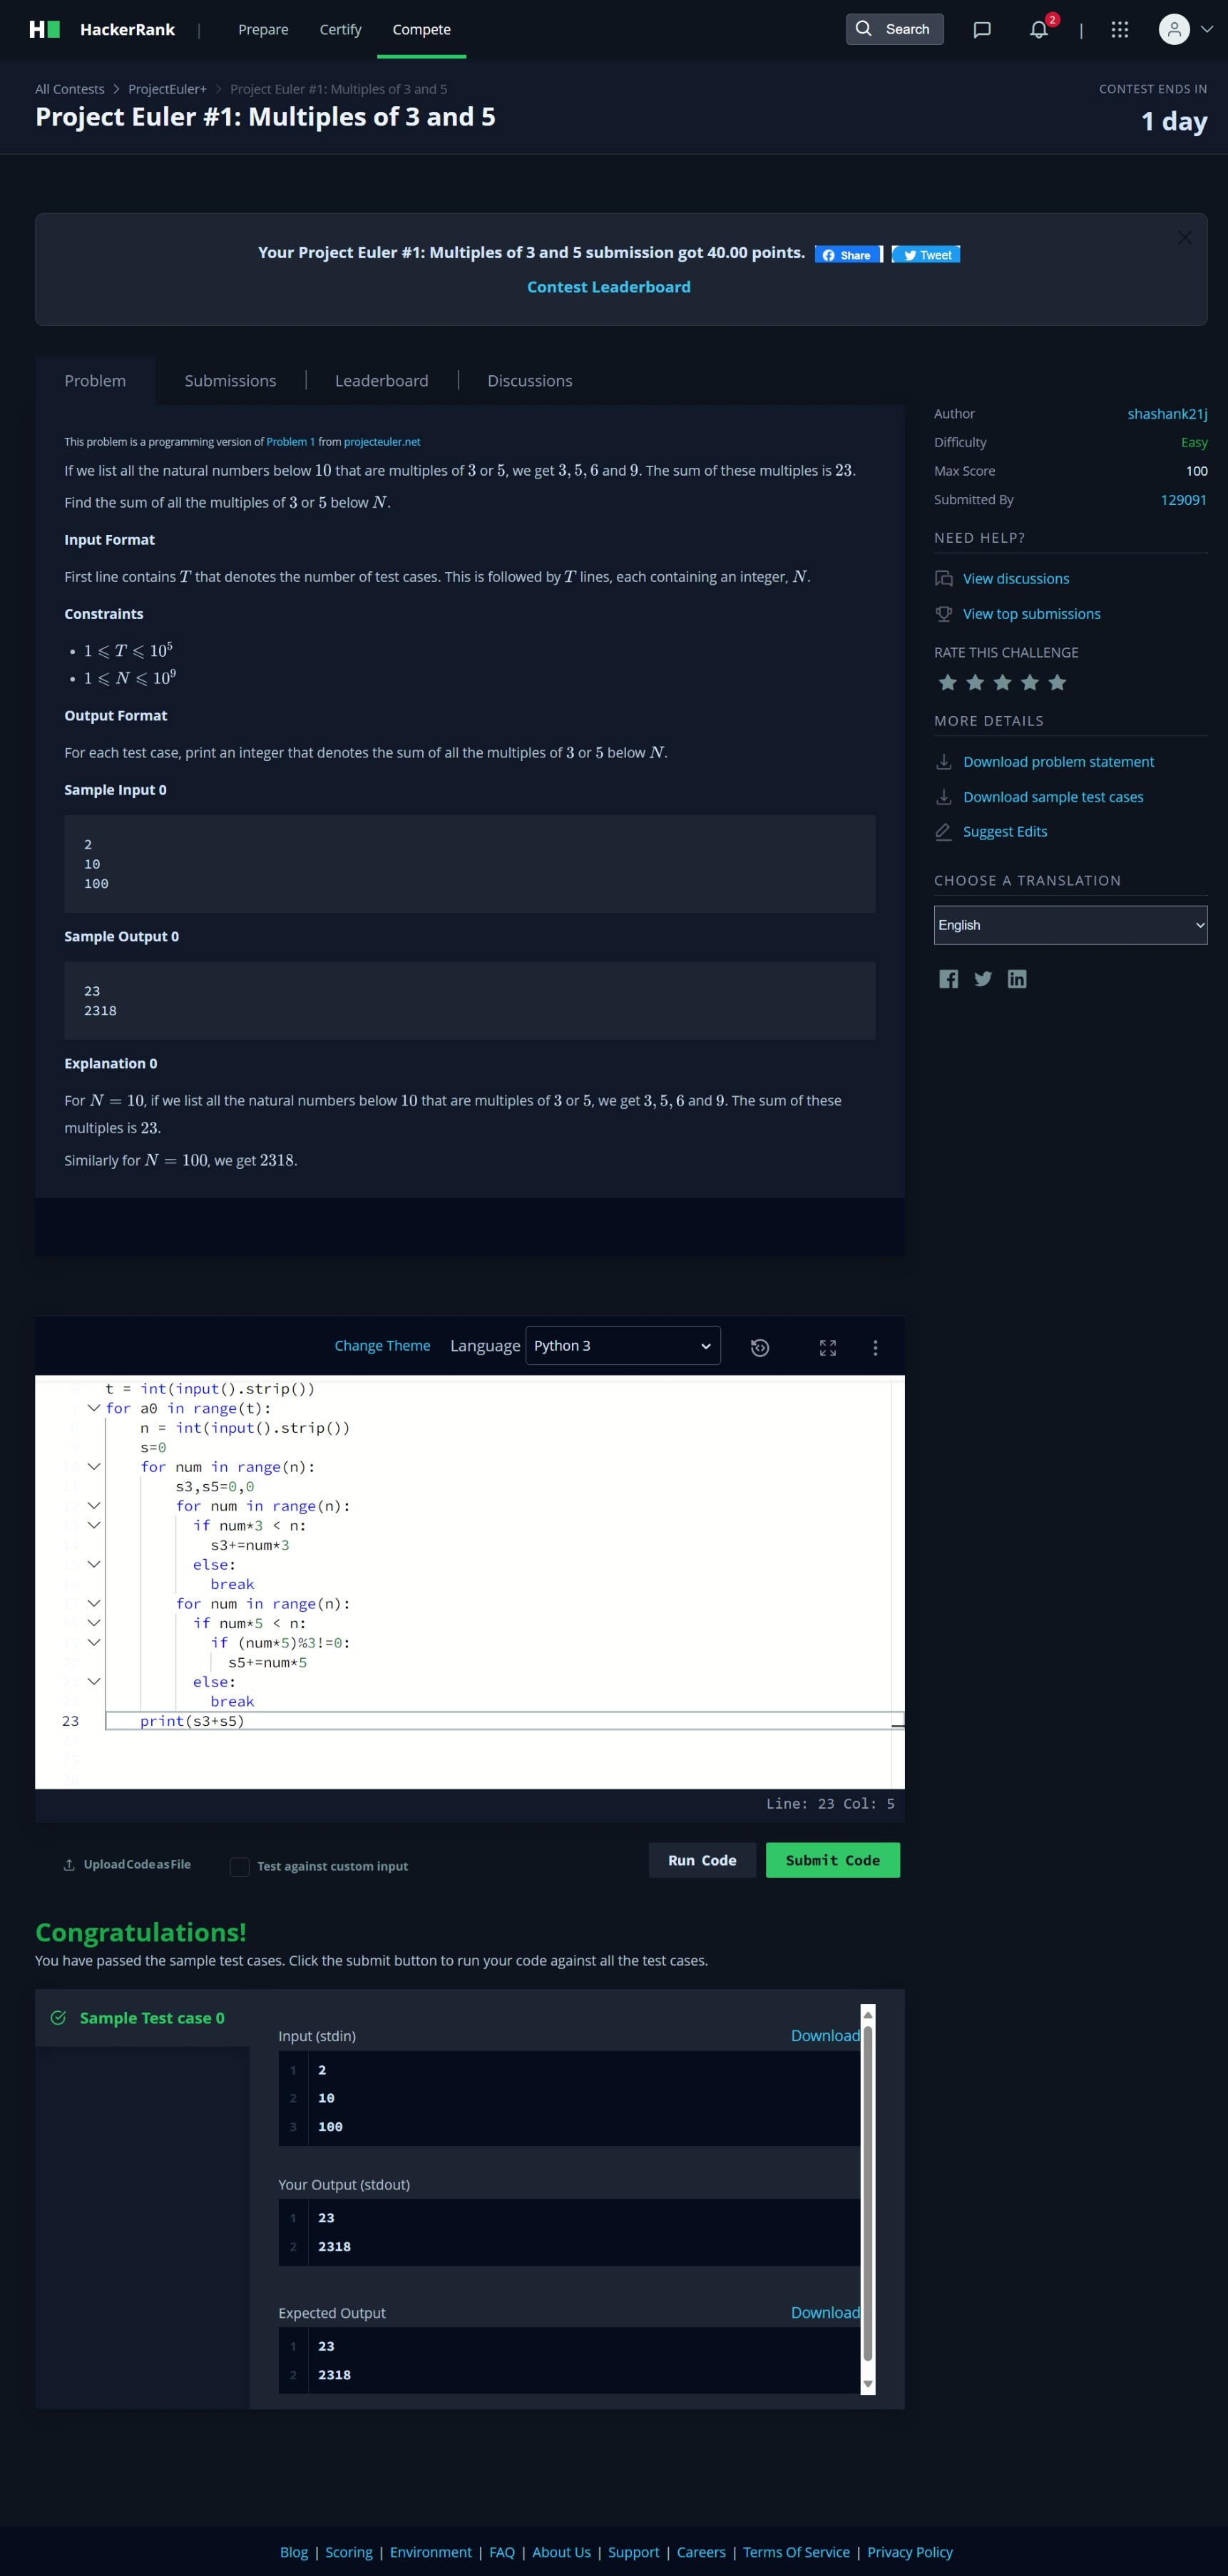 HackerRank | Prepare Certify Compete Search 2 |
All Contests > ProjectEuler+ > Project Euler #1: Multiples of 3 and 5
Project Euler #1: Multiples of 3 and 5
CONTEST ENDS IN
1 day
Your Project Euler #1: Multiples of 3 and 5 submission got 40.00 points. Share Tweet
Contest Leaderboard
Problem Submissions | Leaderboard | Discussions
This problem is a programming version of Problem 1 from projecteuler.net
If we list all the natural numbers below 10 that are multiples of 3 or 5, we get 3, 5, 6 and 9. The sum of these multiples is 23.
Find the sum of all the multiples of 3 or 5 below N.
Input Format
First line contains T that denotes the number of test cases. This is followed by T lines, each containing an integer, N.
Constraints
• 1 ⩽ T ⩽ 10⁵
• 1 ⩽ N ⩽ 10⁹
Output Format
For each test case, print an integer that denotes the sum of all the multiples of 3 or 5 below N.
Sample Input 0
2
10
100
Sample Output 0
23
2318
Explanation 0
For N = 10, if we list all the natural numbers below 10 that are multiples of 3 or 5, we get 3, 5, 6 and 9. The sum of these
multiples is 23.
Similarly for N = 100, we get 2318.
Author shashank21j
Difficulty Easy
Max Score 100
Submitted By 129091
NEED HELP?
View discussions
View top submissions
RATE THIS CHALLENGE
MORE DETAILS
Download problem statement
Download sample test cases
Suggest Edits
CHOOSE A TRANSLATION
English
Change Theme Language Python 3
6 t = int(input().strip())
7 for a0 in range(t):
8 n = int(input().strip())
9 s=0
10 for num in range(n):
11 s3,s5=0,0
12 for num in range(n):
13 if num*3 < n:
14 s3+=num*3
15 else:
16 break
17 for num in range(n):
18 if num*5 < n:
19 if (num*5)%3!=0:
20 s5+=num*5
21 else:
22 break
23 print(s3+s5)
24
25
Line: 23 Col: 5
Upload Code as File Test against custom input Run Code Submit Code
Congratulations!
You have passed the sample test cases. Click the submit button to run your code against all the test cases.
Sample Test case 0
Input (stdin) Download
1 2
2 10
3 100
Your Output (stdout)
1 23
2 2318
Expected Output Download
1 23
2 2318
Blog | Scoring | Environment | FAQ | About Us | Support | Careers | Terms Of Service | Privacy Policy